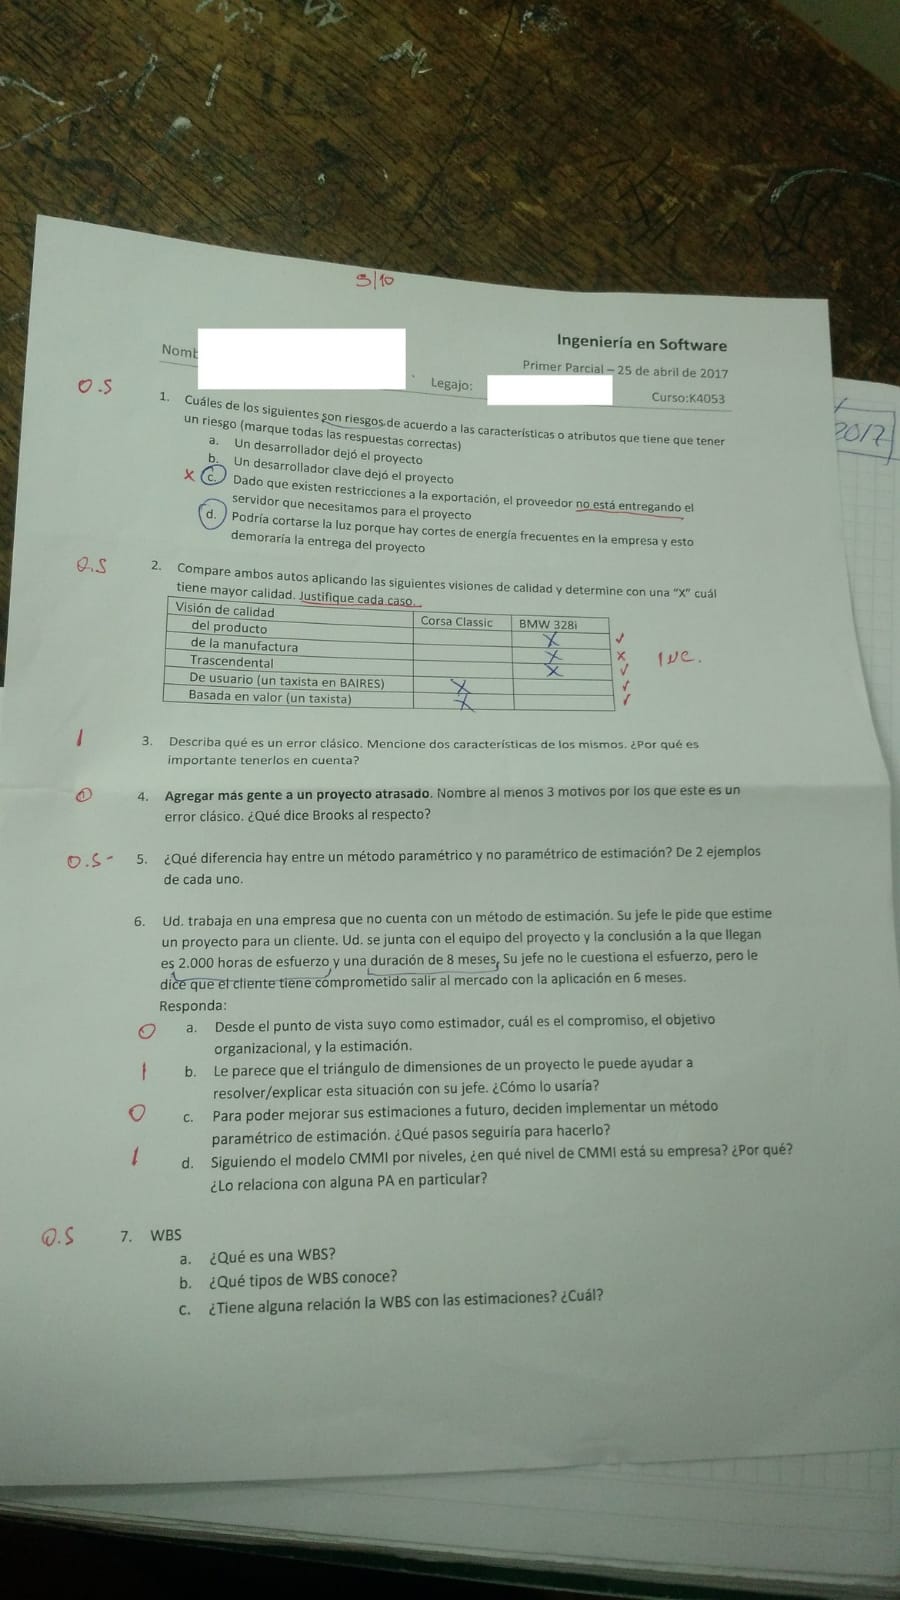 5/10
Ingeniería en Software
Nomb
Primer Parcial – 25 de abril de 2017
Legajo:
Curso:K4053
2017
0.5
1. Cuáles de los siguientes son riesgos de acuerdo a las características o atributos que tiene que tener
un riesgo (marque todas las respuestas correctas)
a. Un desarrollador dejó el proyecto
b. Un desarrollador clave dejó el proyecto
x c. Dado que existen restricciones a la exportación, el proveedor no está entregando el
servidor que necesitamos para el proyecto
d. Podría cortarse la luz porque hay cortes de energía frecuentes en la empresa y esto
demoraría la entrega del proyecto
0.5
2. Compare ambos autos aplicando las siguientes visiones de calidad y determine con una "X" cuál
tiene mayor calidad. Justifique cada caso.
Visión de calidad Corsa Classic BMW 328i
del producto X ✓
de la manufactura X x INC.
Trascendental X ✓
De usuario (un taxista en BAIRES) X ✓
Basada en valor (un taxista) X ✓
1
3. Describa qué es un error clásico. Mencione dos características de los mismos. ¿Por qué es
importante tenerlos en cuenta?
4. Agregar más gente a un proyecto atrasado. Nombre al menos 3 motivos por los que este es un
error clásico. ¿Qué dice Brooks al respecto?
0.5-
5. ¿Qué diferencia hay entre un método paramétrico y no paramétrico de estimación? De 2 ejemplos
de cada uno.
6. Ud. trabaja en una empresa que no cuenta con un método de estimación. Su jefe le pide que estime
un proyecto para un cliente. Ud. se junta con el equipo del proyecto y la conclusión a la que llegan
es 2.000 horas de esfuerzo y una duración de 8 meses, Su jefe no le cuestiona el esfuerzo, pero le
dice que el cliente tiene comprometido salir al mercado con la aplicación en 6 meses.
Responda:
0
a. Desde el punto de vista suyo como estimador, cuál es el compromiso, el objetivo
organizacional, y la estimación.
1
b. Le parece que el triángulo de dimensiones de un proyecto le puede ayudar a
resolver/explicar esta situación con su jefe. ¿Cómo lo usaría?
0
c. Para poder mejorar sus estimaciones a futuro, deciden implementar un método
paramétrico de estimación. ¿Qué pasos seguiría para hacerlo?
1
d. Siguiendo el modelo CMMI por niveles, ¿en qué nivel de CMMI está su empresa? ¿Por qué?
¿Lo relaciona con alguna PA en particular?
0.5
7. WBS
a. ¿Qué es una WBS?
b. ¿Qué tipos de WBS conoce?
c. ¿Tiene alguna relación la WBS con las estimaciones? ¿Cuál?